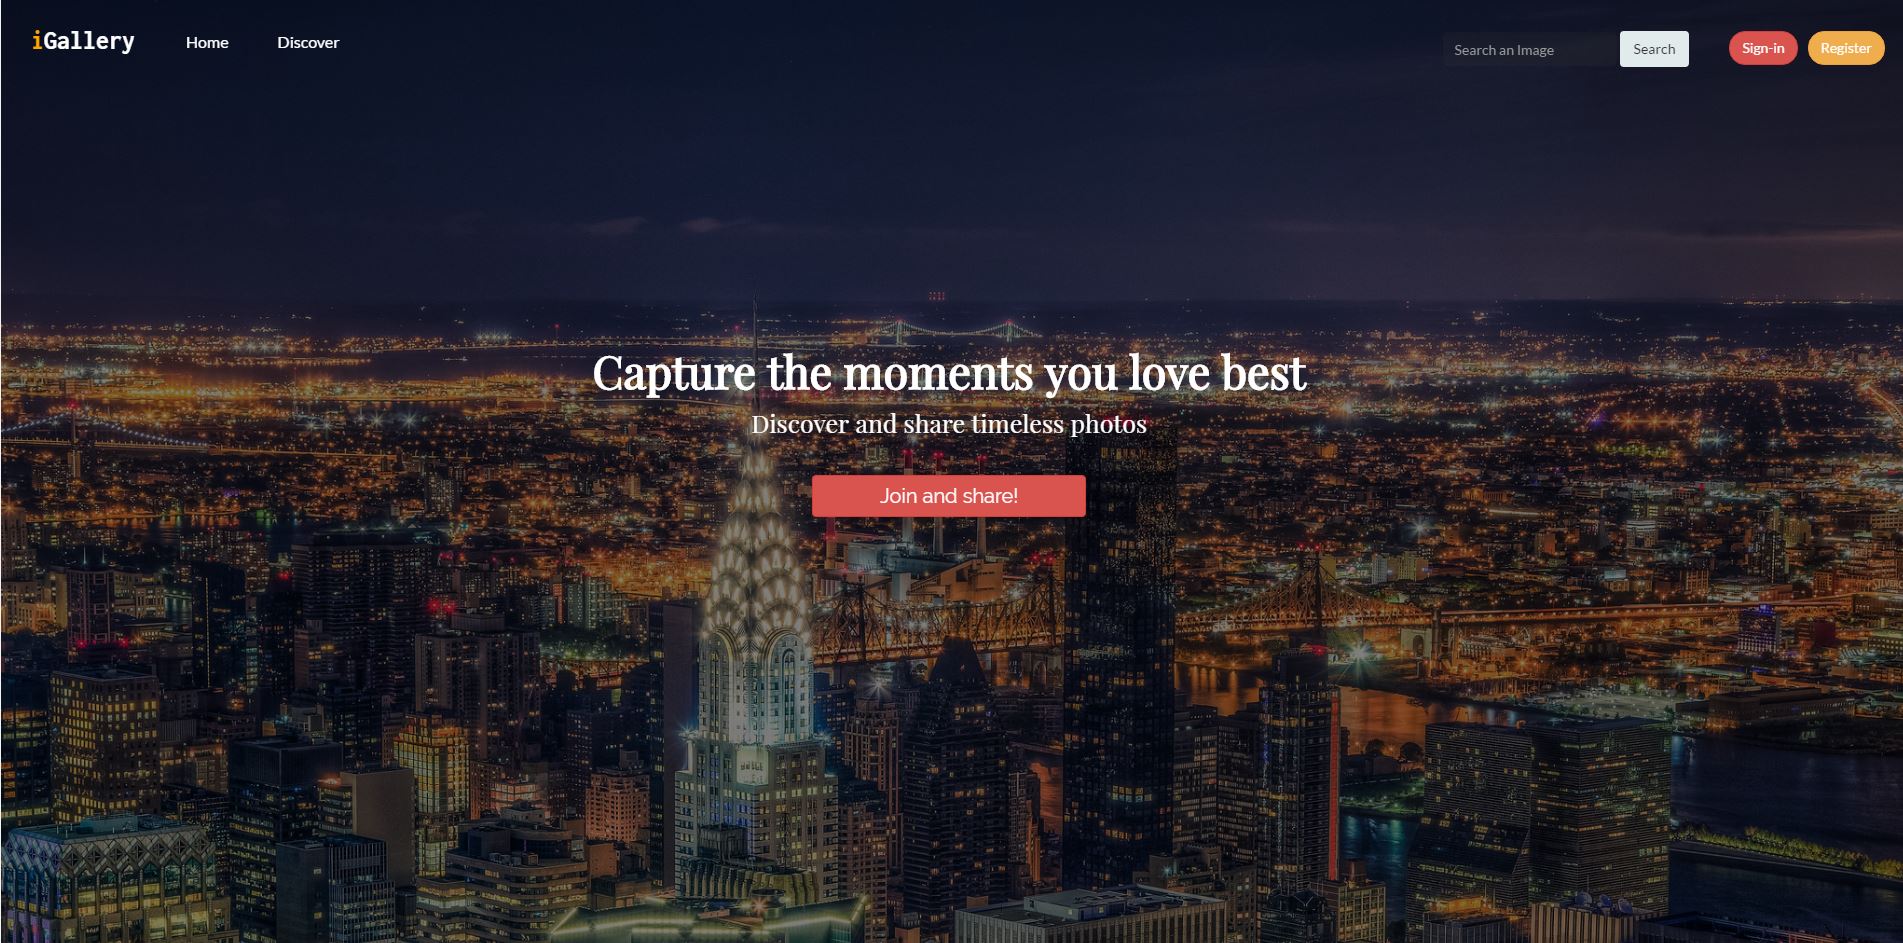 iGallery
Home
Discover
Search an Image
Search
Sign-in
Register
Capture the moments you love best
Discover and share timeless photos
Join and share!